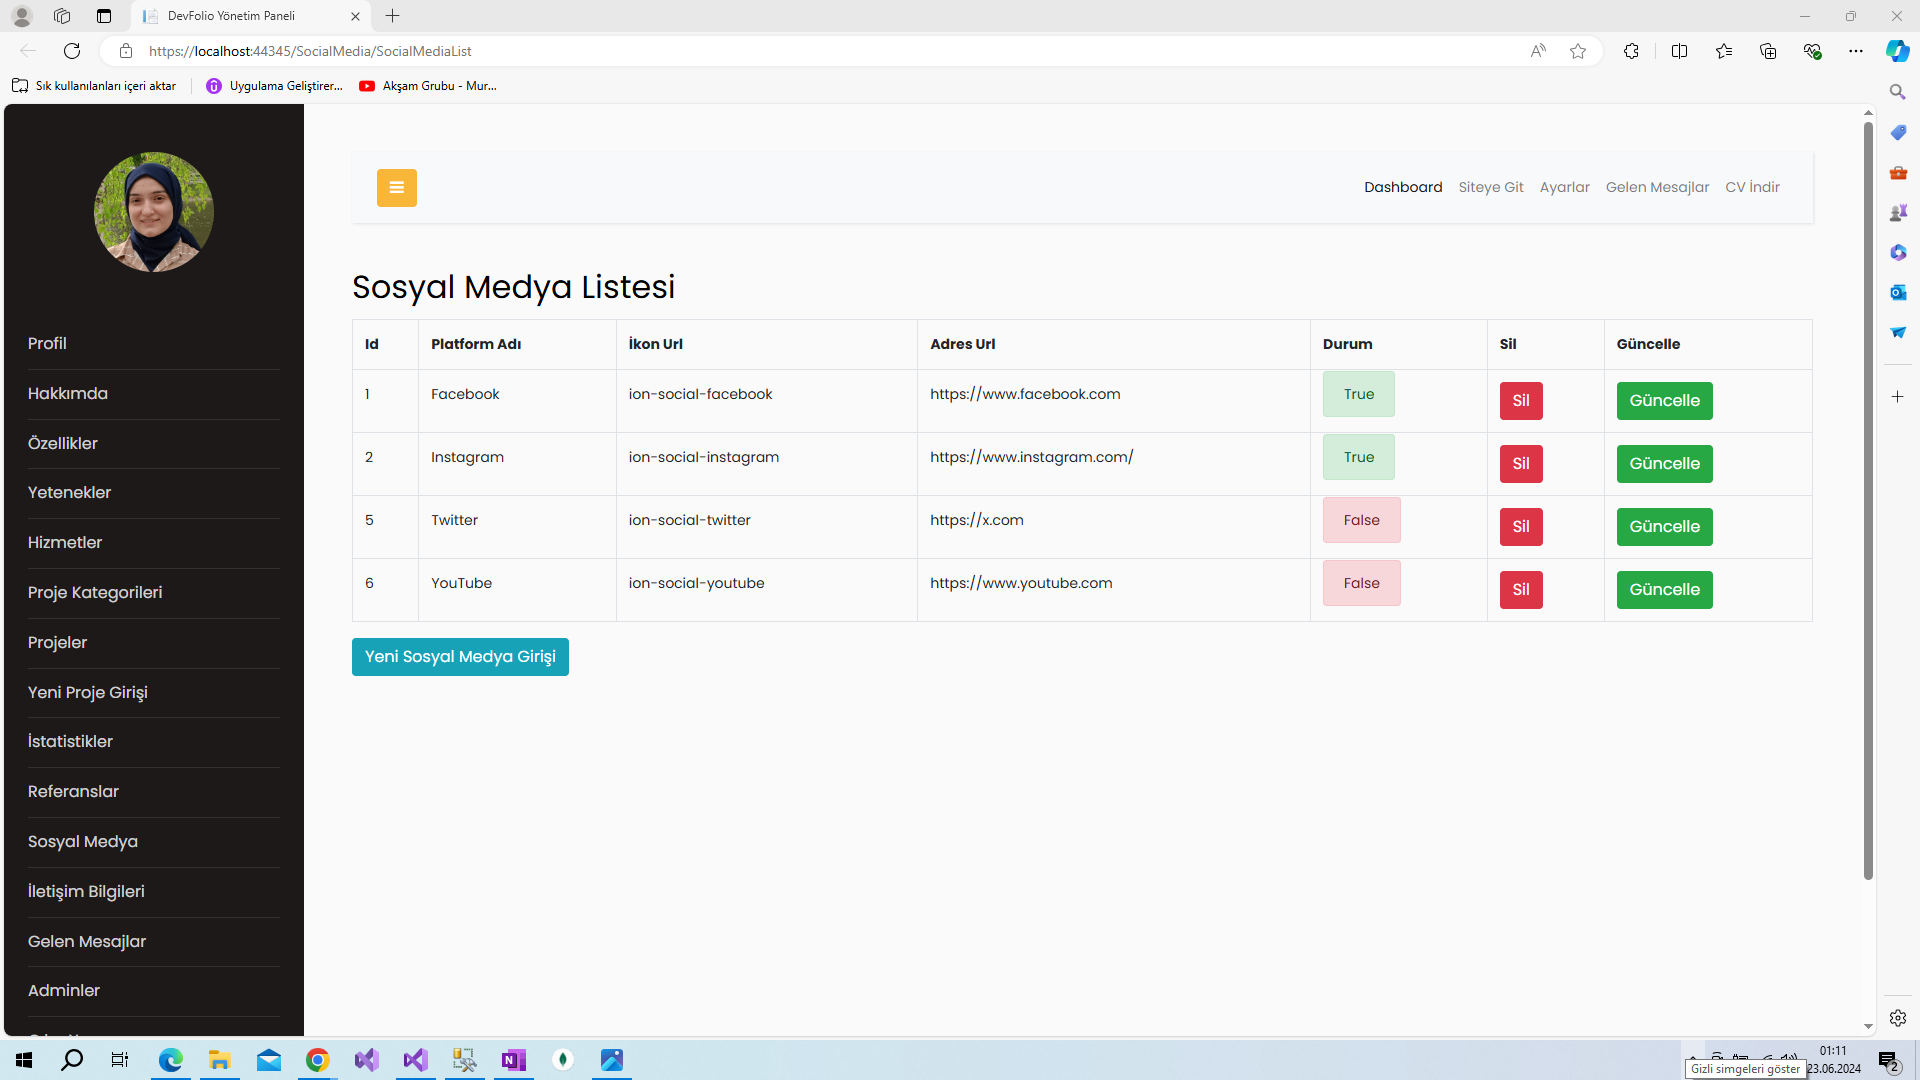 DevFolio Yönetim Paneli
https://localhost:44345/SocialMedia/SocialMediaList
Sık kullanılanları içeri aktar
Uygulama Geliştirer...
Akşam Grubu - Mur...
Dashboard
Siteye Git
Ayarlar
Gelen Mesajlar
CV İndir
Profil
Hakkımda
Özellikler
Yetenekler
Hizmetler
Proje Kategorileri
Projeler
Yeni Proje Girişi
İstatistikler
Referanslar
Sosyal Medya
İletişim Bilgileri
Gelen Mesajlar
Adminler
Sosyal Medya Listesi
Id Platform Adı İkon Url Adres Url Durum Sil Güncelle
1 Facebook ion-social-facebook https://www.facebook.com True Sil Güncelle
2 Instagram ion-social-instagram https://www.instagram.com/ True Sil Güncelle
5 Twitter ion-social-twitter https://x.com False Sil Güncelle
6 YouTube ion-social-youtube https://www.youtube.com False Sil Güncelle
Yeni Sosyal Medya Girişi
01:11
Gizli simgeleri göster
23.06.2024
2